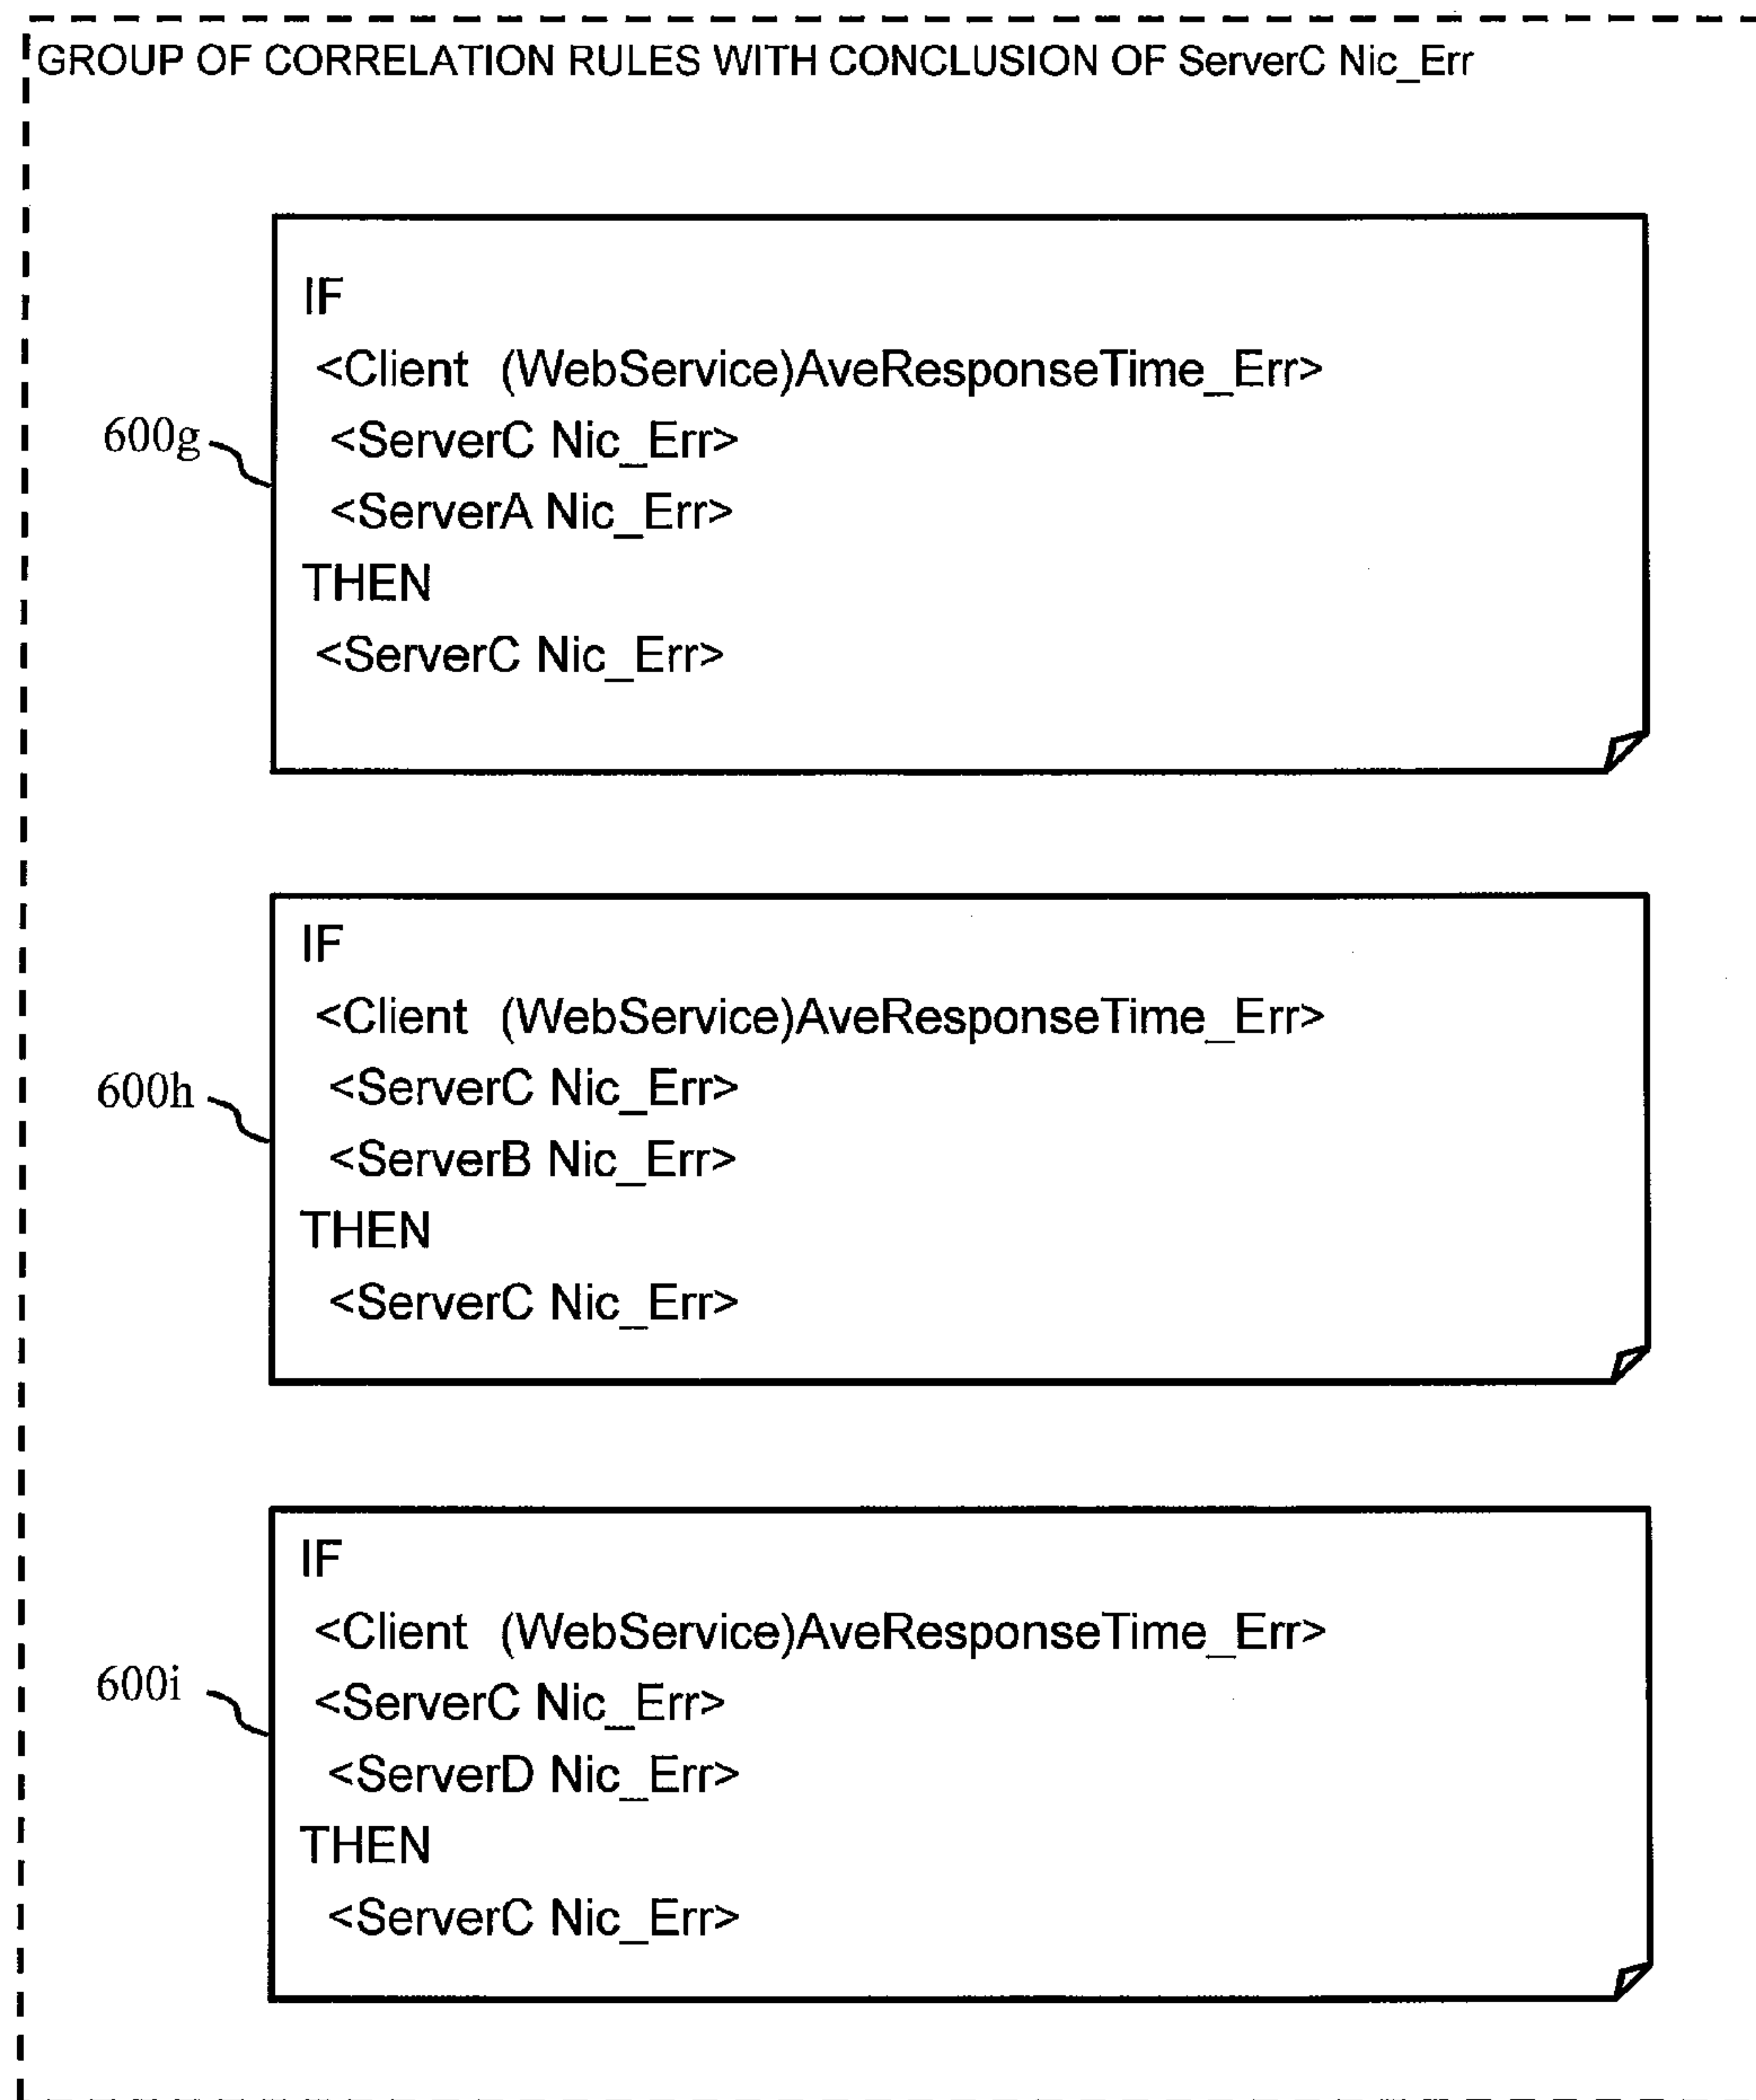 GROUP OF CORRELATION RULES WITH CONCLUSION OF ServerC Nic_Err
IF
<Client (WebService)AveResponseTime_Err>
<ServerC Nic_Err>
600g
<ServerA Nic_Err>
THEN
<ServerC Nic_Err>
IF
<Client (WebService)AveResponseTime_Err>
600h
<ServerC Nic_Err>
<ServerB Nic_Err>
THEN
<ServerC Nic_Err>
IF
<Client (WebService)AveResponseTime_Err>
600i
<ServerC Nic_Err>
<ServerD Nic_Err>
THEN
<ServerC Nic_Err>